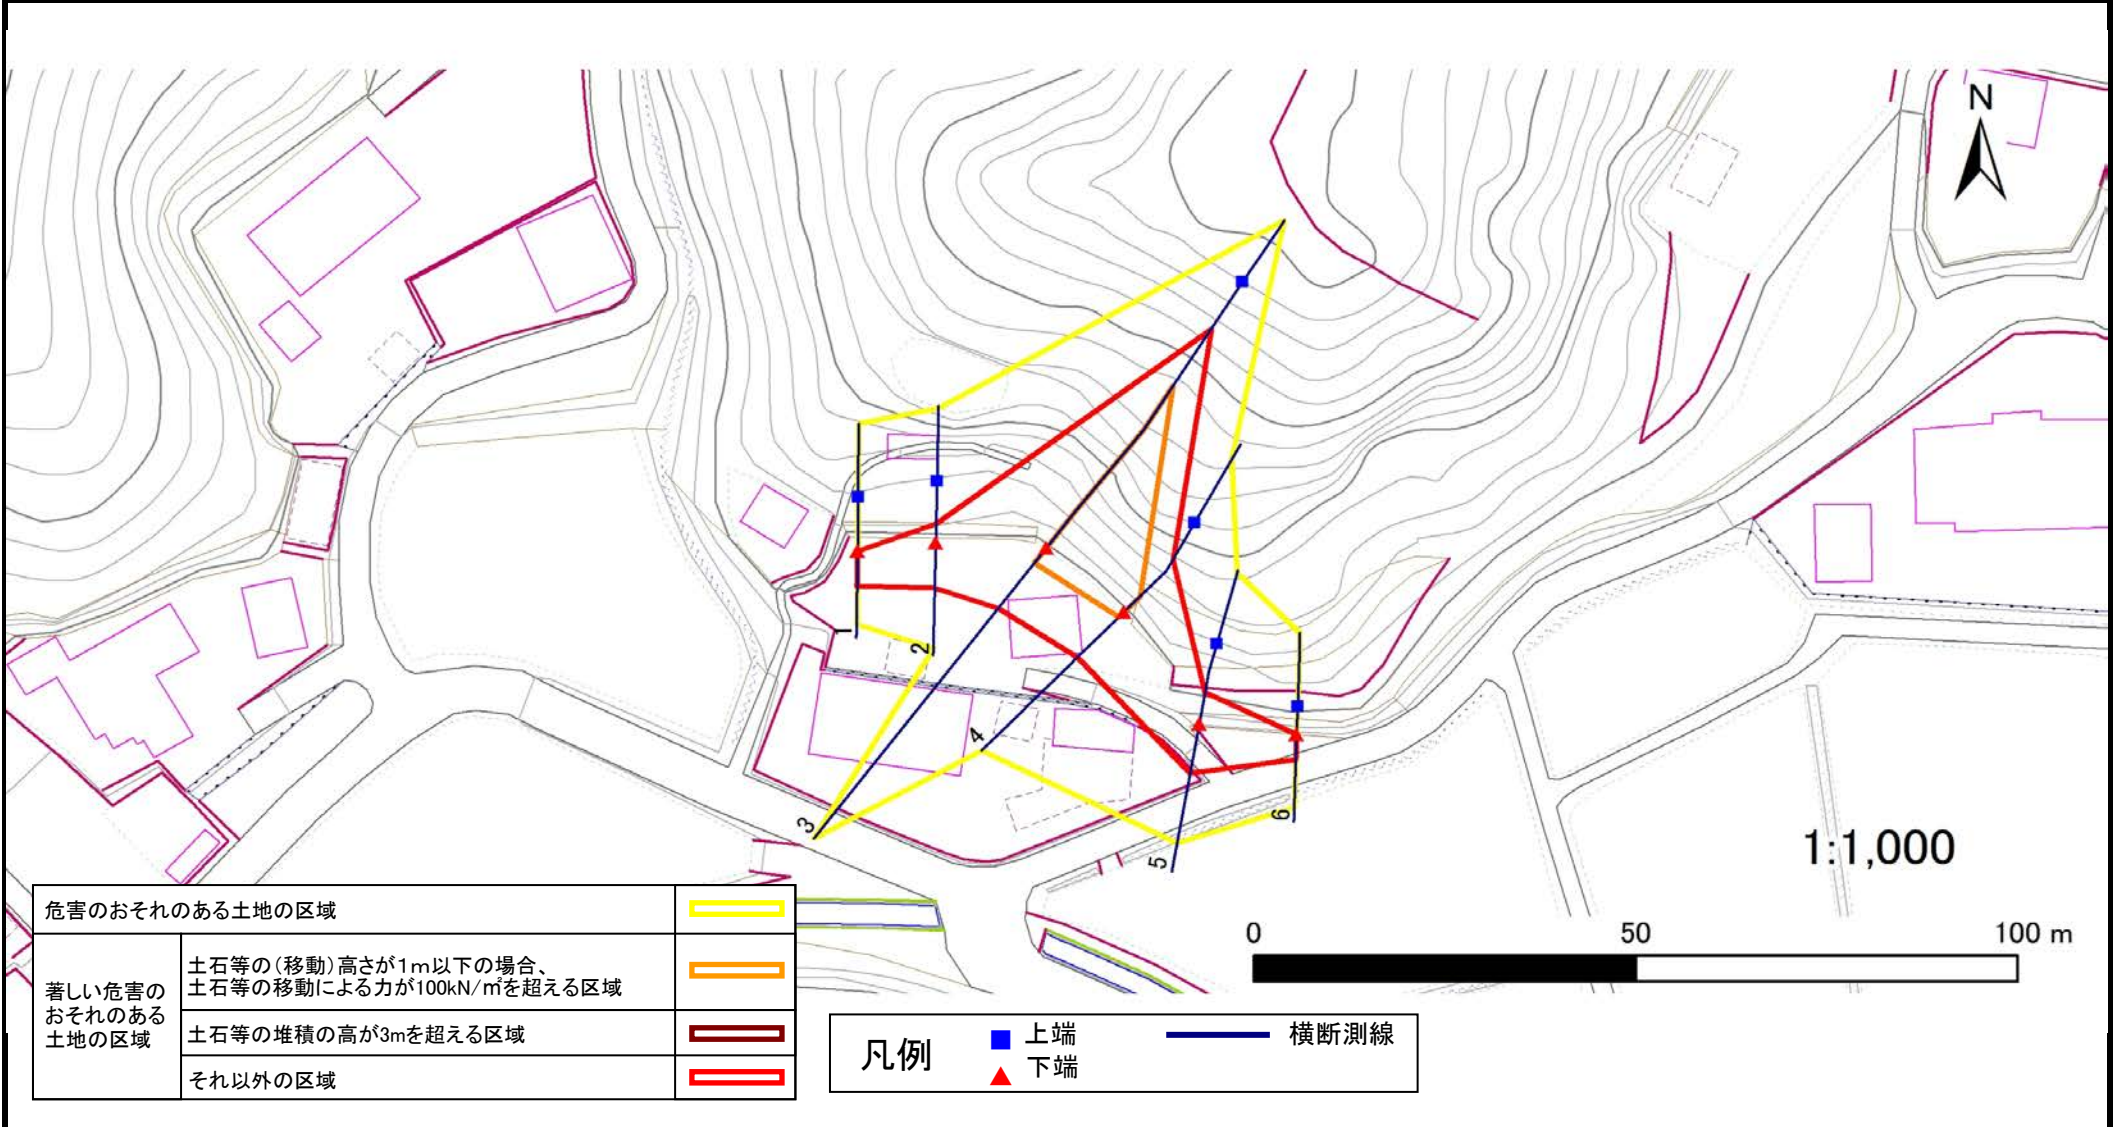 N
1
2
3
4
5
6
1:1,000
0 50 100 m
危害のおそれのある土地の区域
著しい危害の
おそれのある
土地の区域
土石等の(移動)高さが1m以下の場合、
土石等の移動による力が100kN/㎡を超える区域
土石等の堆積の高が3mを超える区域
それ以外の区域
凡例
上端
下端
横断測線